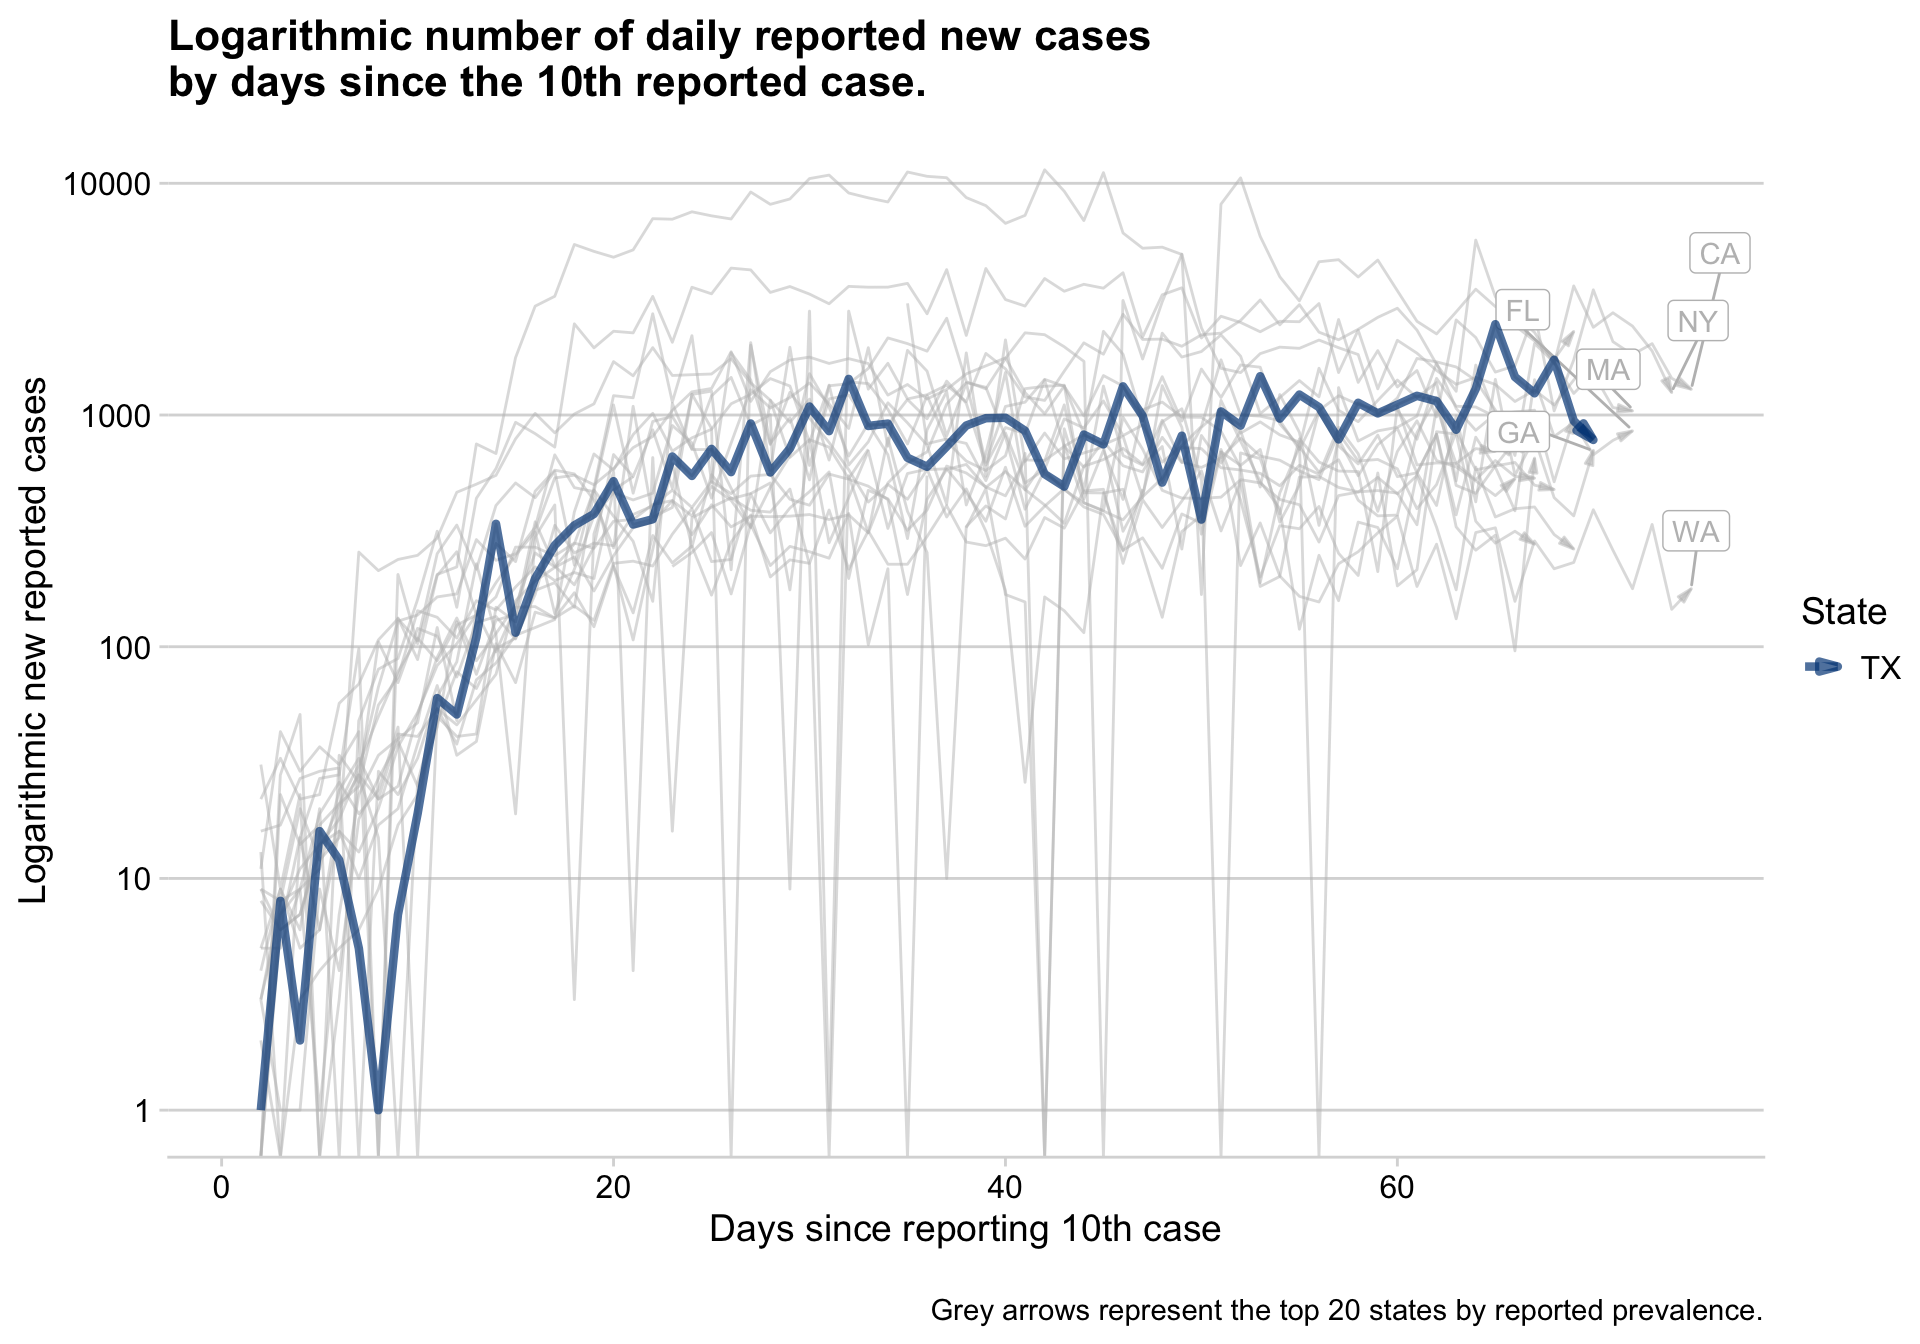 Logarithmic number of daily reported new cases
by days since the 10th reported case.
Logarithmic new reported cases
10000
1000
100
10
1
CA
FL
NY
MA
GA
WA
State
TX
0
20
40
60
Days since reporting 10th case
Grey arrows represent the top 20 states by reported prevalence.